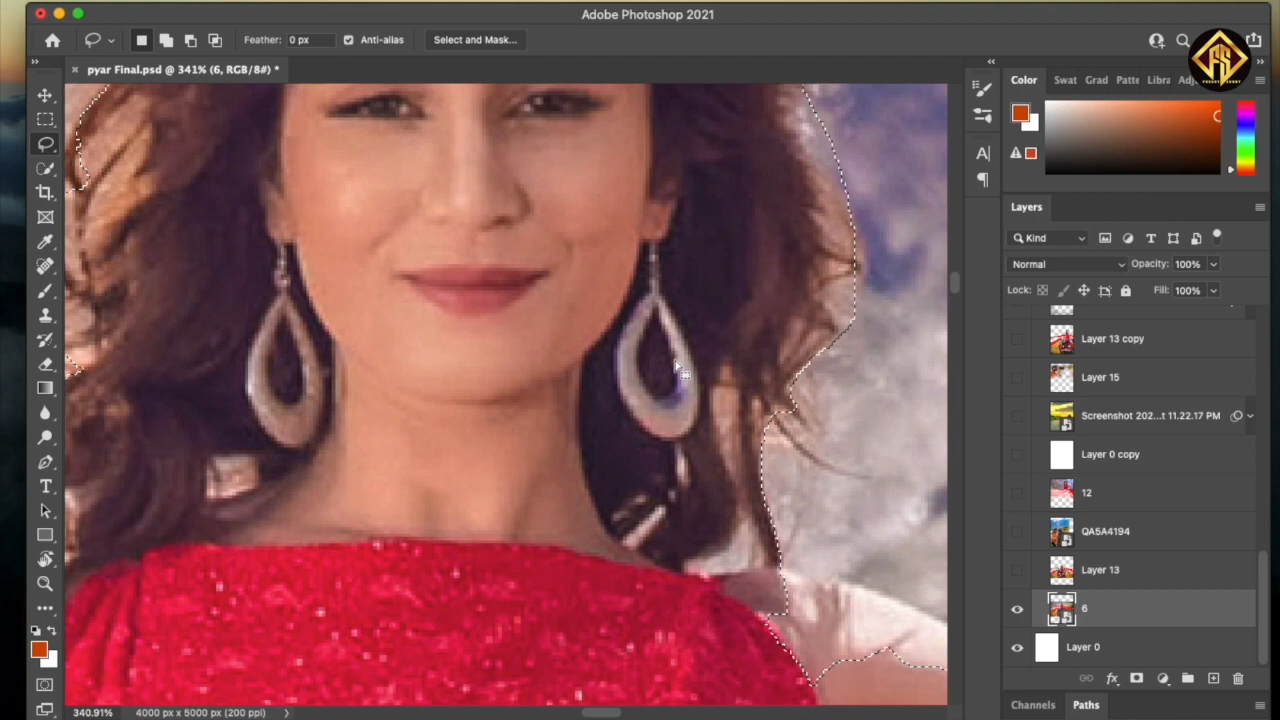 Adobe Photoshop 2021
Feather: 0 px Anti-alias Select and Mask...
FS
pyar Final.psd @ 341% (6, RGB/8#) *
Color Swat Grad Patte Libra
Layers
Kind
Normal Opacity: 100%
Lock: Fill: 100%
Layer 13 copy
Layer 15
Screenshot 202...t 11.22.17 PM
Layer 0 copy
12
QA5A4194
Layer 13
6
Layer 0
Channels Paths
340.91% 4000 px x 5000 px (200 ppi)